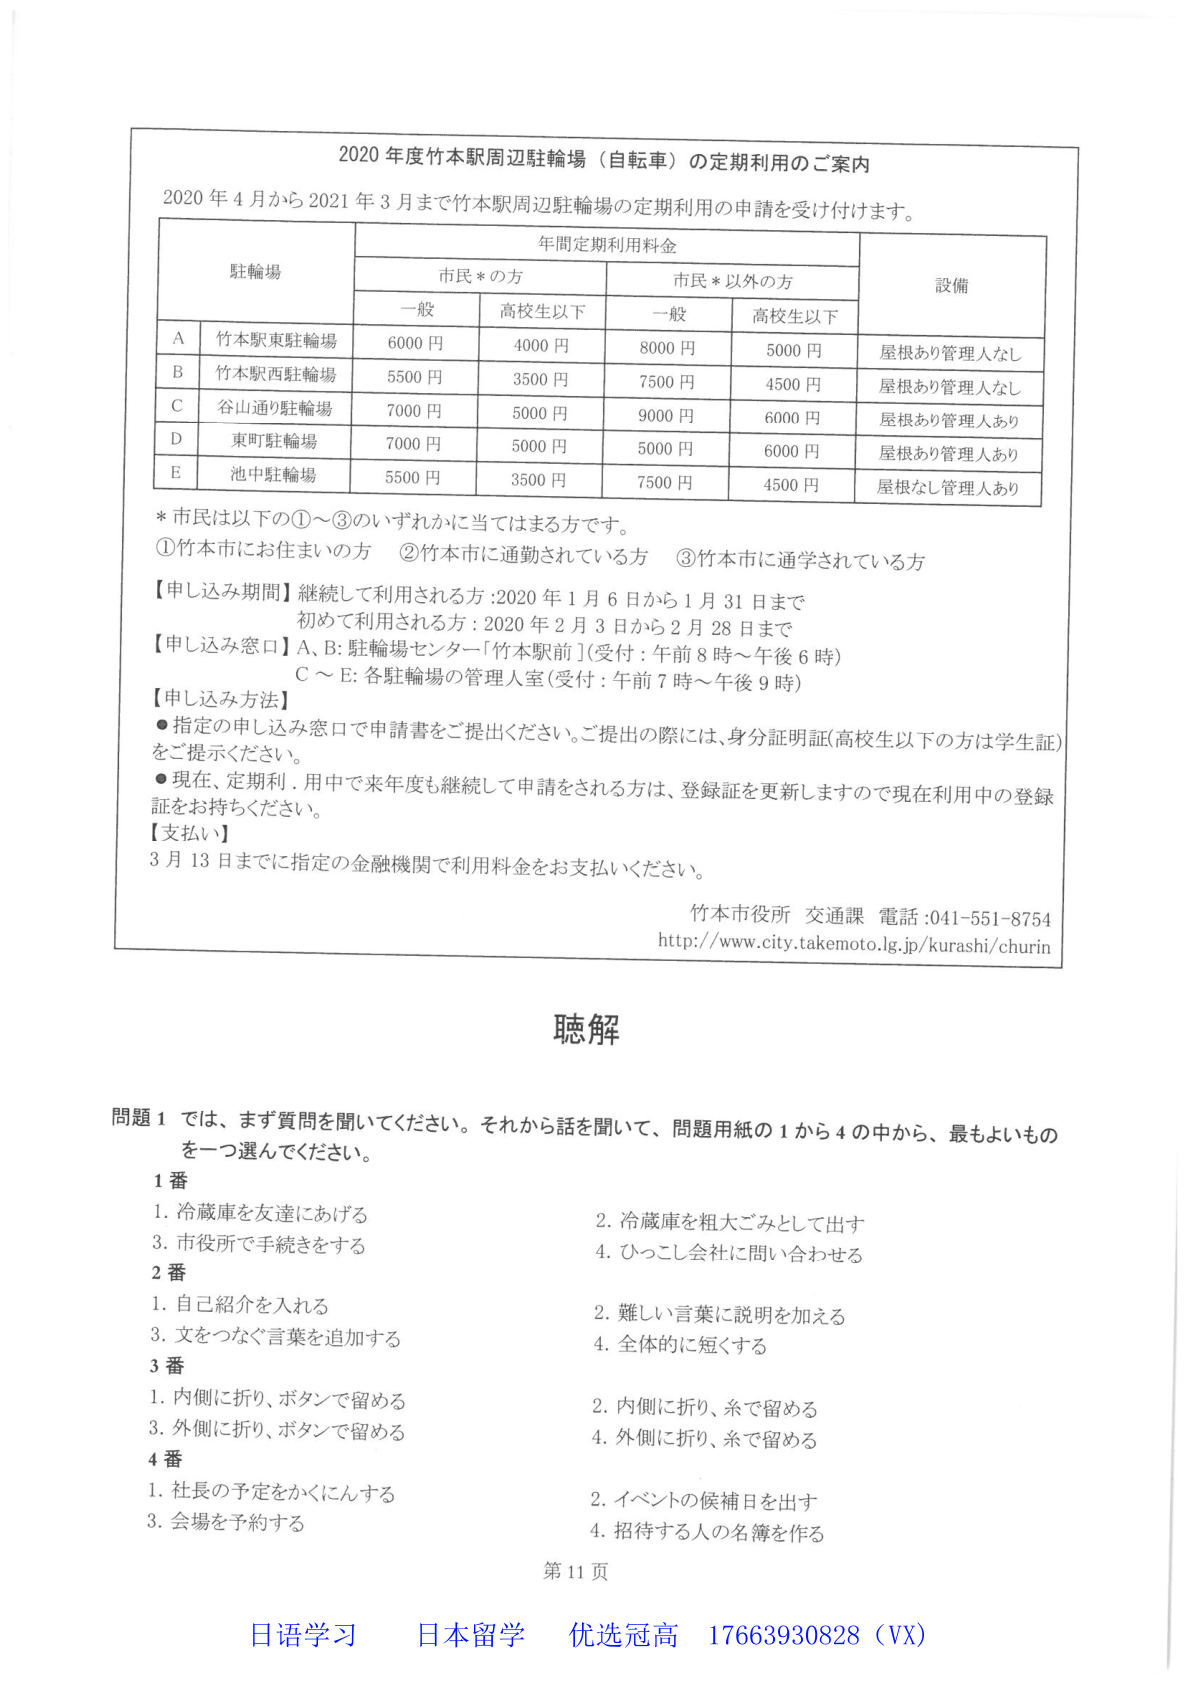 2020 年度竹本駅周辺駐輪場（自転車）の定期利用のご案内
2020 年 4 月から 2021 年 3 月まで竹本駅周辺駐輪場の定期利用の申請を受け付けます。
駐輪場 年間定期利用料金 設備
市民＊の方 市民＊以外の方
一般 高校生以下 一般 高校生以下
A 竹本駅東駐輪場 6000 円 4000 円 8000 円 5000 円 屋根あり管理人なし
B 竹本駅西駐輪場 5500 円 3500 円 7500 円 4500 円 屋根あり管理人なし
C 谷山通り駐輪場 7000 円 5000 円 9000 円 6000 円 屋根あり管理人あり
D 東町駐輪場 7000 円 5000 円 5000 円 6000 円 屋根あり管理人あり
E 池中駐輪場 5500 円 3500 円 7500 円 4500 円 屋根なし管理人あり
＊市民は以下の①～③のいずれかに当てはまる方です。
①竹本市にお住まいの方 ②竹本市に通勤されている方 ③竹本市に通学されている方
【申し込み期間】継続して利用される方 :2020 年 1 月 6 日から 1 月 31 日まで
初めて利用される方 : 2020 年 2 月 3 日から 2 月 28 日まで
【申し込み窓口】A、B: 駐輪場センター「竹本駅前」(受付 : 午前 8 時～午後 6 時)
C ～ E: 各駐輪場の管理人室(受付 : 午前 7 時～午後 9 時)
【申し込み方法】
●指定の申し込み窓口で申請書をご提出ください。ご提出の際には、身分証明証(高校生以下の方は学生証)
をご提示ください。
●現在、定期利 . 用中で来年度も継続して申請をされる方は、登録証を更新しますので現在利用中の登録
証をお持ちください。
【支払い】
3 月 13 日までに指定の金融機関で利用料金をお支払いください。
竹本市役所 交通課 電話 :041-551-8754
http://www.city.takemoto.lg.jp/kurashi/churin
聴解
問題 1 では、まず質問を聞いてください。それから話を聞いて、問題用紙の 1 から 4 の中から、最もよいもの
を一つ選んでください。
1 番
1. 冷蔵庫を友達にあげる 2. 冷蔵庫を粗大ごみとして出す
3. 市役所で手続きをする 4. ひっこし会社に問い合わせる
2 番
1. 自己紹介を入れる 2. 難しい言葉に説明を加える
3. 文をつなぐ言葉を追加する 4. 全体的に短くする
3 番
1. 内側に折り、ボタンで留める 2. 内側に折り、糸で留める
3. 外側に折り、ボタンで留める 4. 外側に折り、糸で留める
4 番
1. 社長の予定をかくにんする 2. イベントの候補日を出す
3. 会場を予約する 4. 招待する人の名簿を作る
第 11 页
日语学习 日本留学 优选冠高 17663930828（VX）